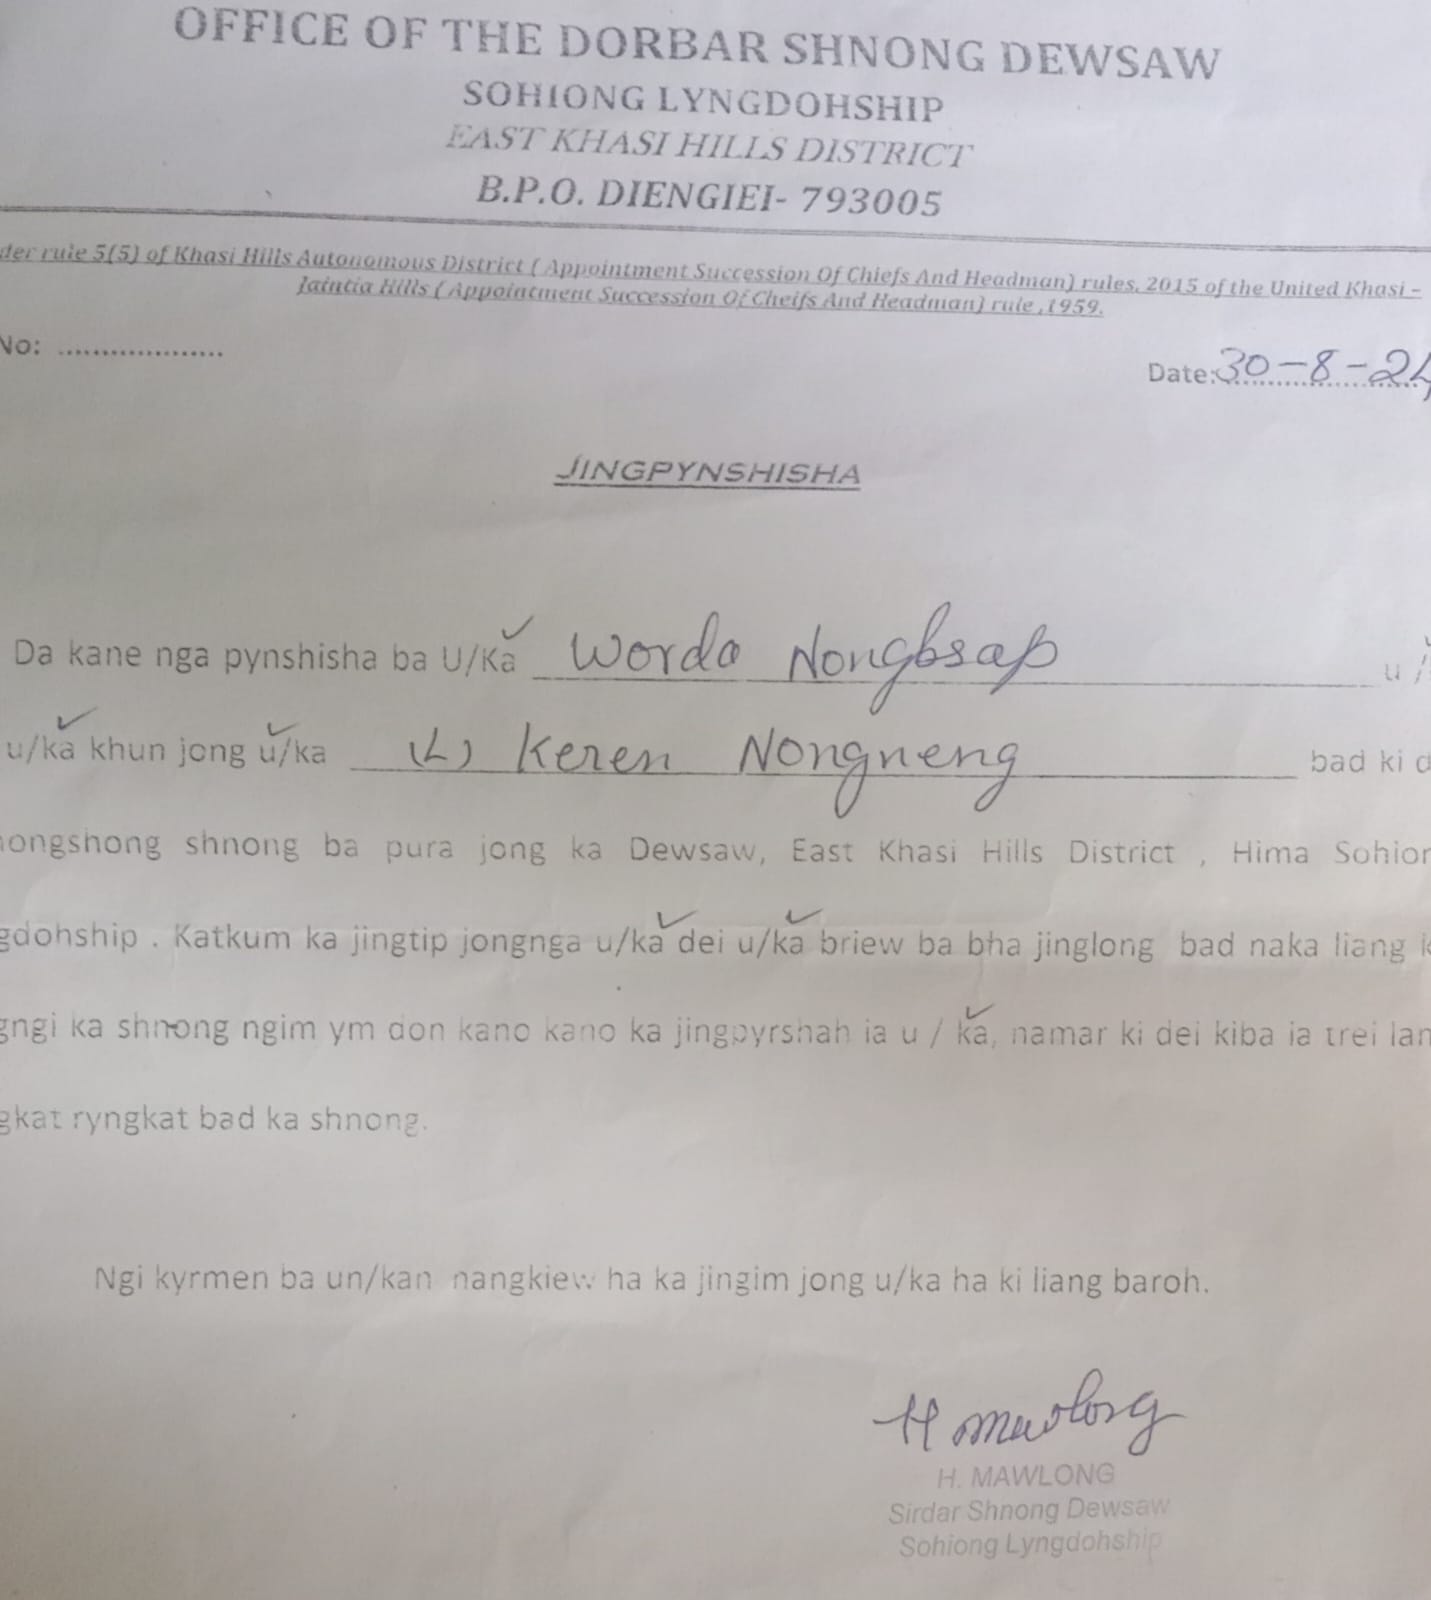 OFFICE OF THE DORBAR SHNONG DEWSAW
SOHIONG LYNGDOHSHIP
EAST KHASI HILLS DISTRICT
B.P.O. DIENGIEI- 793005
der rule 5(5) of Khasi Hills Autonomous District ( Appointment Succession Of Chiefs And Headman) rules, 2015 of the United Khasi –
Jaintia Hills ( Appointment Succession Of Cheifs And Headman) rule ,1959.
No: ....................
Date: 30-8-24
JINGPYNSHISHA
Da kane nga pynshisha ba U/Ka Worda Nongbsap u /
u/ka khun jong u/ka (L) Keren Nongneng bad ki d
nongshong shnong ba pura jong ka Dewsaw, East Khasi Hills District , Hima Sohion
gdohship . Katkum ka jingtip jongnga u/ka dei u/ka briew ba bha jinglong bad naka liang k
gngi ka shnong ngim ym don kano kano ka jingpyrshah ia u / ka, namar ki dei kiba ia trei lan
gkat ryngkat bad ka shnong.
Ngi kyrmen ba un/kan nangkiew ha ka jingim jong u/ka ha ki liang baroh.
H Mawlong
H. MAWLONG
Sirdar Shnong Dewsaw
Sohiong Lyngdohship